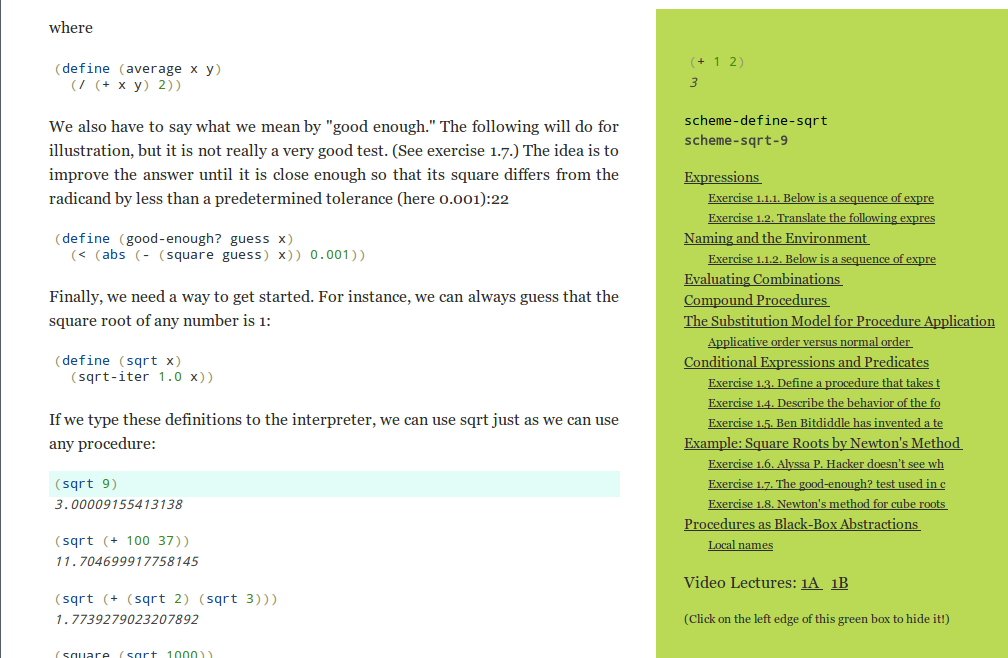 where
(define (average x y)
  (/ (+ x y) 2))
We also have to say what we mean by "good enough." The following will do for
illustration, but it is not really a very good test. (See exercise 1.7.) The idea is to
improve the answer until it is close enough so that its square differs from the
radicand by less than a predetermined tolerance (here 0.001):22
(define (good-enough? guess x)
  (< (abs (- (square guess) x)) 0.001))
Finally, we need a way to get started. For instance, we can always guess that the
square root of any number is 1:
(define (sqrt x)
  (sqrt-iter 1.0 x))
If we type these definitions to the interpreter, we can use sqrt just as we can use
any procedure:
(sqrt 9)
3.00009155413138
(sqrt (+ 100 37))
11.704699917758145
(sqrt (+ (sqrt 2) (sqrt 3)))
1.7739279023207892
(square (sqrt 1000))
(+ 1 2)
3
scheme-define-sqrt
scheme-sqrt-9
Expressions
Exercise 1.1.1. Below is a sequence of expre
Exercise 1.2. Translate the following expres
Naming and the Environment
Exercise 1.1.2. Below is a sequence of expre
Evaluating Combinations
Compound Procedures
The Substitution Model for Procedure Application
Applicative order versus normal order
Conditional Expressions and Predicates
Exercise 1.3. Define a procedure that takes t
Exercise 1.4. Describe the behavior of the fo
Exercise 1.5. Ben Bitdiddle has invented a te
Example: Square Roots by Newton's Method
Exercise 1.6. Alyssa P. Hacker doesn't see wh
Exercise 1.7. The good-enough? test used in c
Exercise 1.8. Newton's method for cube roots
Procedures as Black-Box Abstractions
Local names
Video Lectures: 1A 1B
(Click on the left edge of this green box to hide it!)